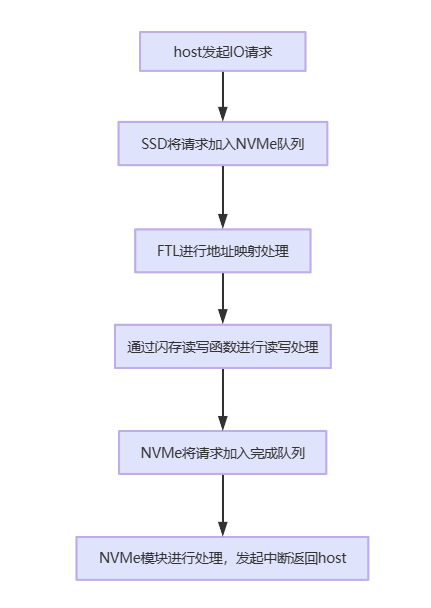 host发起IO请求
SSD将请求加入NVMe队列
FTL进行地址映射处理
通过闪存读写函数进行读写处理
NVMe将请求加入完成队列
NVMe模块进行处理，发起中断返回host